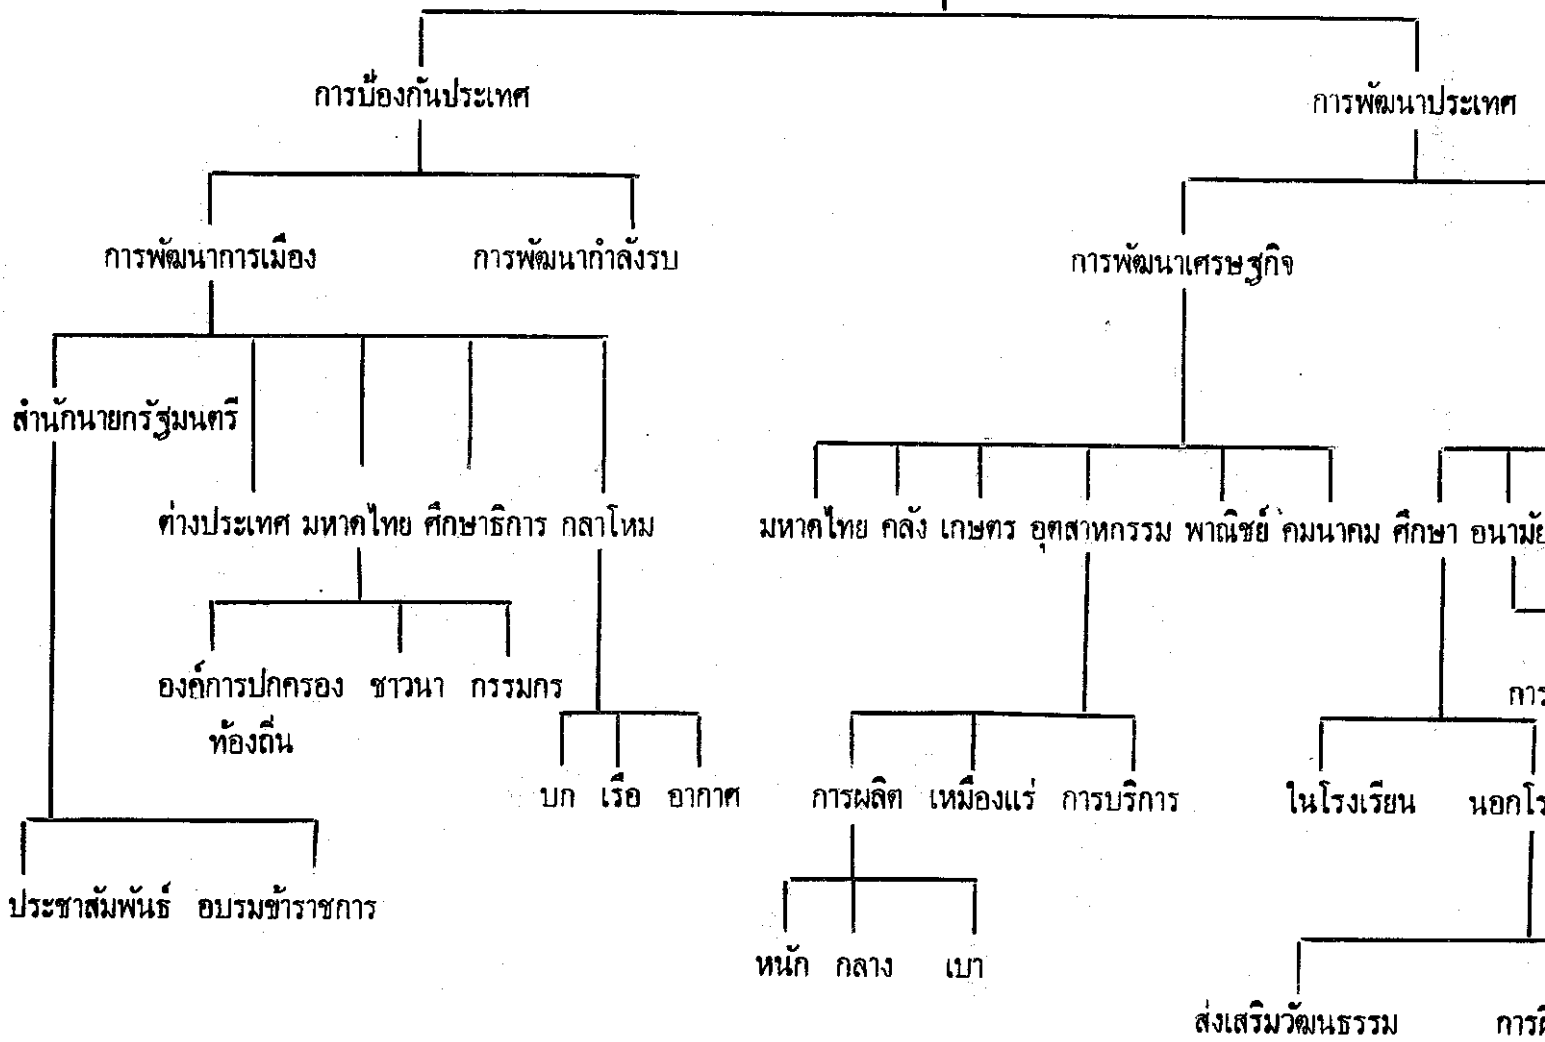 การป้องกันประเทศ การพัฒนาประเทศ
การพัฒนาการเมือง การพัฒนากำลังรบ การพัฒนาเศรษฐกิจ
สำนักนายกรัฐมนตรี
ต่างประเทศ มหาดไทย ศึกษาธิการ กลาโหม มหาดไทย คลัง เกษตร อุตสาหกรรม พาณิชย์ คมนาคม ศึกษา อนามัย
องค์การปกครอง ชาวนา กรรมกร การ
ท้องถิ่น
บก เรือ อากาศ การผลิต เหมืองแร่ การบริการ ในโรงเรียน นอกโร
ประชาสัมพันธ์ อบรมข้าราชการ
หนัก กลาง เบา
ส่งเสริมวัฒนธรรม